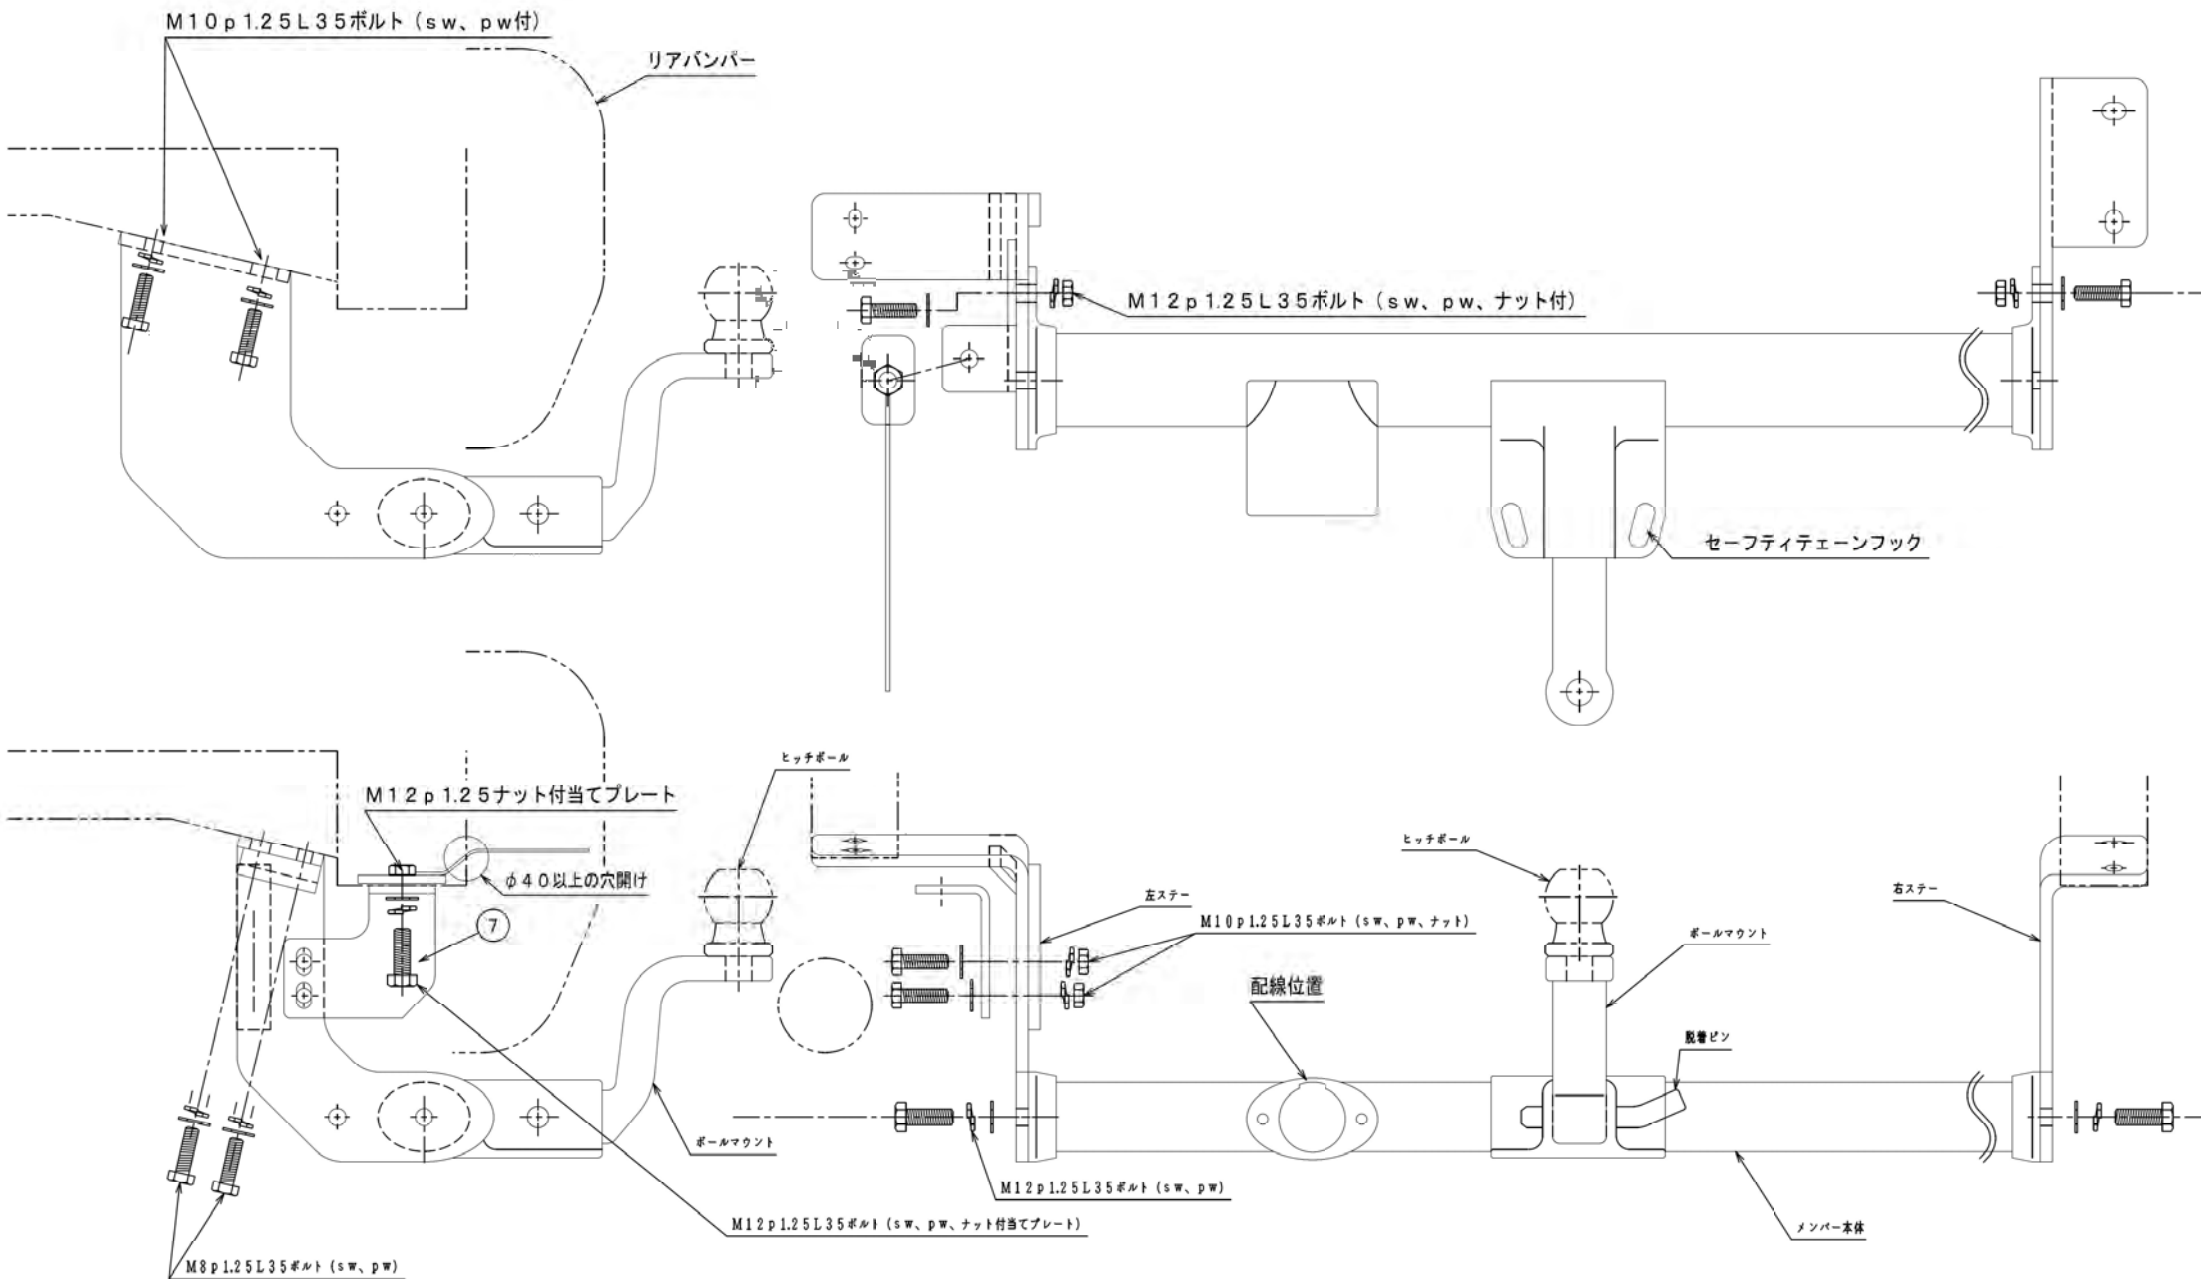 M10p1.25L35ボルト(sw、pw付)
リアバンパー
M12p1.25L35ボルト(sw、pw、ナット付)
セーフティテェーンフック
ヒッチボール
M12p1.25ナット付当てプレート
φ40以上の穴開け
⑦
ヒッチボール
左ステー
M10p1.25L35ボルト(sw、pw、ナット)
右ステー
ボールマウント
配線位置
脱着ピン
ボールマウント
M12p1.25L35ボルト(sw、pw)
M12p1.25L35ボルト(sw、pw、ナット付当てプレート)
メンバー本体
M8p1.25L35ボルト(sw、pw)